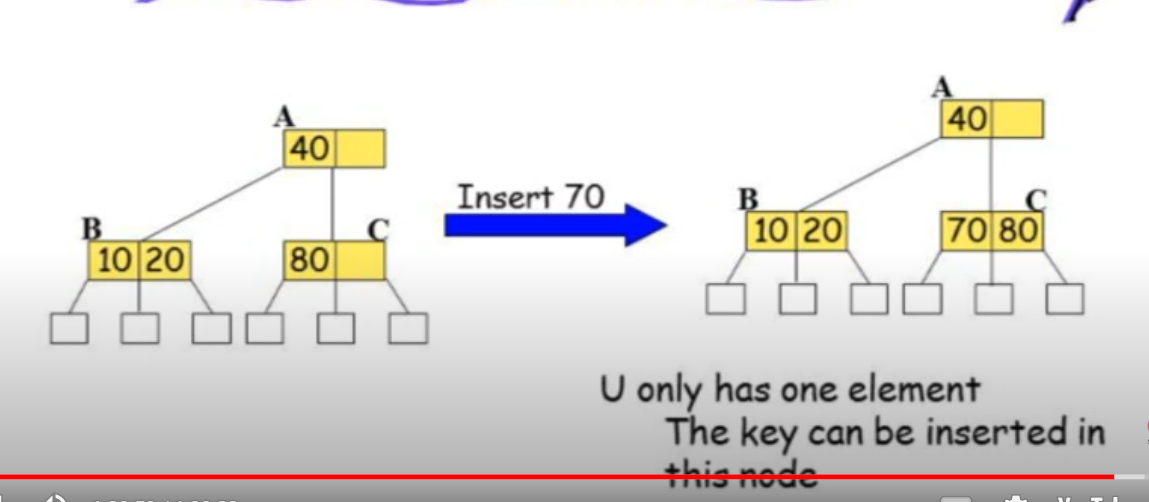 A
40
B
10 20
C
80
Insert 70
A
40
B
10 20
C
70 80
U only has one element
The key can be inserted in
this node